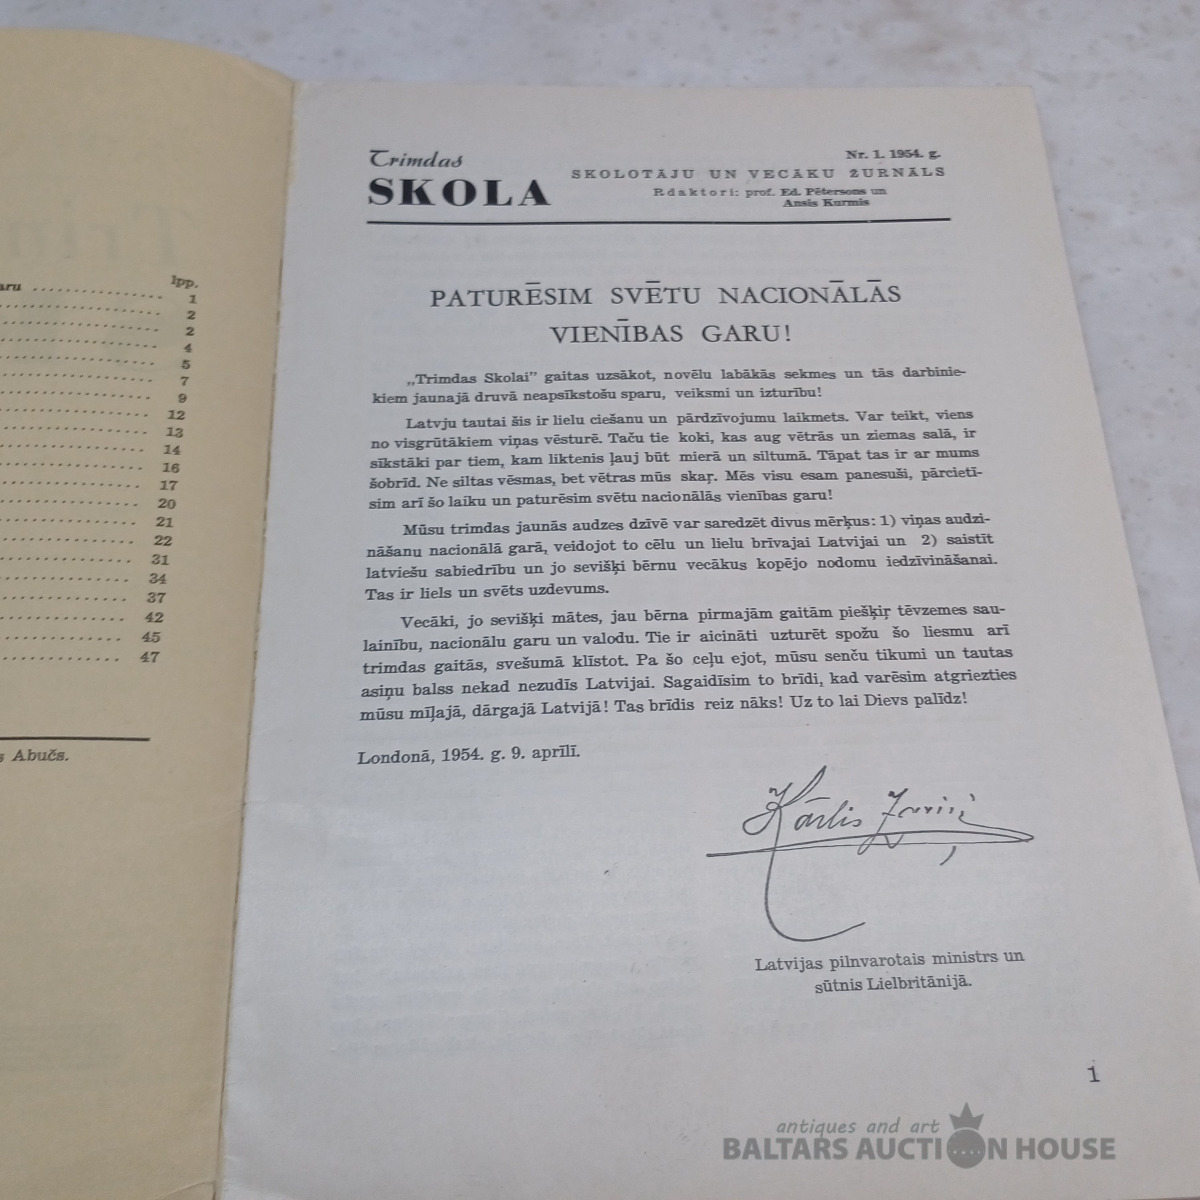 aru ................ lpp.
1
2
2
4
5
7
9
12
13
14
16
17
20
21
22
31
34
37
42
45
47
s Abučs.
Trimdas
SKOLA
Nr. 1. 1954. g.
SKOLOTĀJU UN VECĀKU ŽURNĀLS
Rdaktori: prof. Ed. Pētersons un
Ansis Kurmis
PATURĒSIM SVĒTU NACIONĀLĀS
VIENĪBAS GARU!
„Trimdas Skolai” gaitas uzsākot, novēlu labākās sekmes un tās darbinie-
kiem jaunajā druvā neapsīkstošu sparu, veiksmi un izturību!
Latvju tautai šis ir lielu ciešanu un pārdzīvojumu laikmets. Var teikt, viens
no visgrūtākiem viņas vēsturē. Taču tie koki, kas aug vētrās un ziemas salā, ir
sīkstāki par tiem, kam liktenis ļauj būt mierā un siltumā. Tāpat tas ir ar mums
šobrīd. Ne siltas vēsmas, bet vētras mūs skaŗ. Mēs visu esam panesuši, pārcietī-
sim arī šo laiku un paturēsim svētu nacionālās vienības garu!
Mūsu trimdas jaunās audzes dzīvē var saredzēt divus mērķus: 1) viņas audzi-
nāšanu nacionālā garā, veidojot to cēlu un lielu brīvajai Latvijai un 2) saistīt
latviešu sabiedrību un jo sevišķi bērnu vecākus kopējo nodomu iedzīvināšanai.
Tas ir liels un svēts uzdevums.
Vecāki, jo sevišķi mātes, jau bērna pirmajām gaitām piešķiŗ tēvzemes sau-
lainību, nacionālu garu un valodu. Tie ir aicināti uzturēt spožu šo liesmu arī
trimdas gaitās, svešumā klīstot. Pa šo ceļu ejot, mūsu senču tikumi un tautas
asiņu balss nekad nezudīs Latvijai. Sagaidīsim to brīdi, kad varēsim atgriezties
mūsu mīļajā, dārgajā Latvijā! Tas brīdis reiz nāks! Uz to lai Dievs palīdz!
Londonā, 1954. g. 9. aprīlī.
Kārlis Zariņš
Latvijas pilnvarotais ministrs un
sūtnis Lielbritānijā.
1
antiques and art
BALTARS AUCTION HOUSE